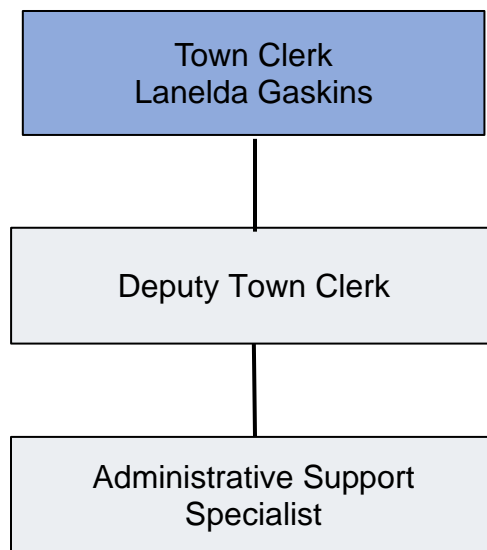 Town Clerk
Lanelda Gaskins
Deputy Town Clerk
Administrative Support
Specialist